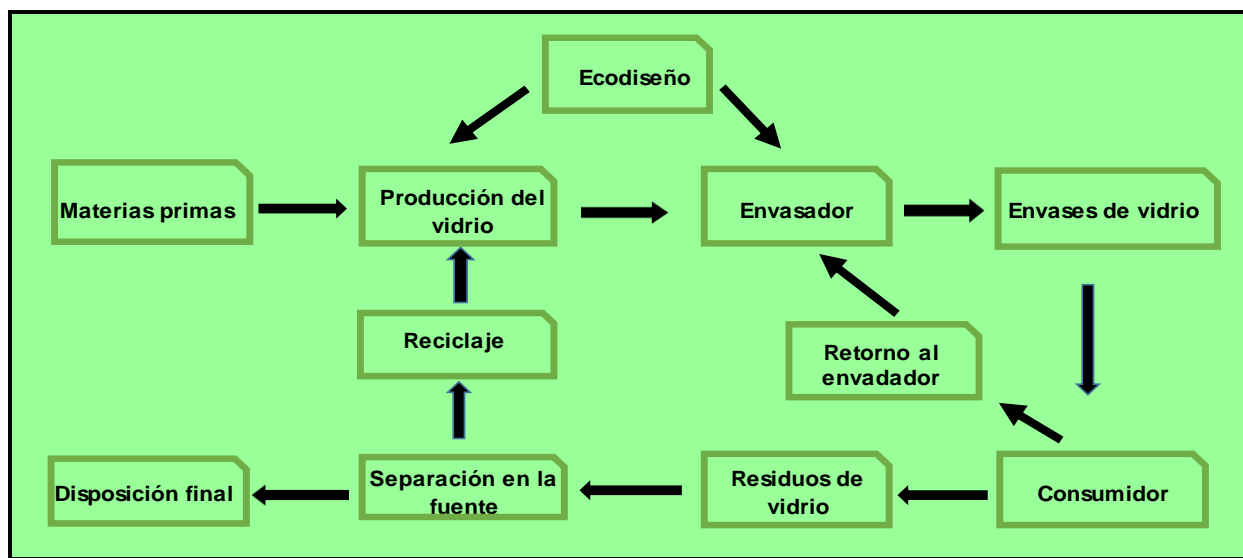 Ecodiseño
Materias primas
Producción del
vidrio
Envasador
Envases de vidrio
Reciclaje
Retorno al
envadador
Disposición final
Separación en la
fuente
Residuos de
vidrio
Consumidor